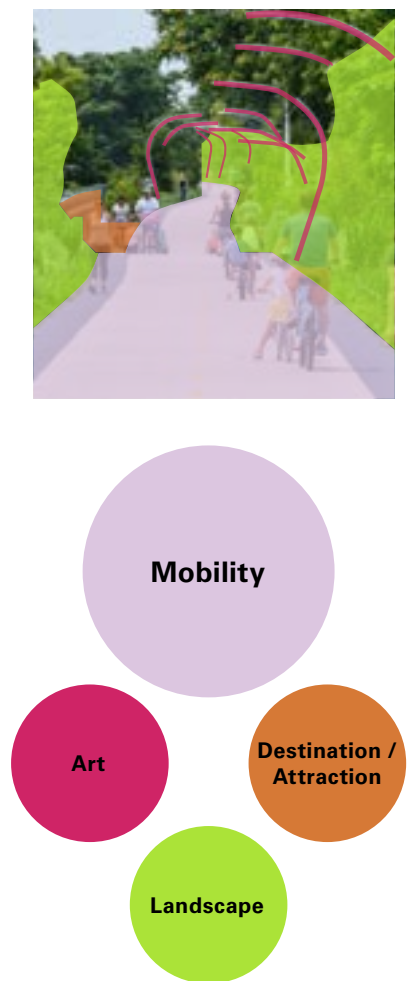 Mobility
Art
Destination /
Attraction
Landscape